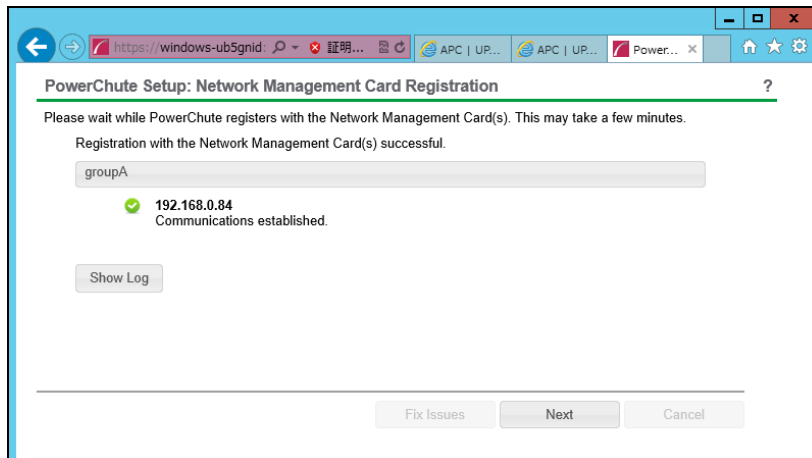 https://windows-ub5gnid: 証明...
APC | UP...
APC | UP...
Power...
PowerChute Setup: Network Management Card Registration
?
Please wait while PowerChute registers with the Network Management Card(s). This may take a few minutes.
Registration with the Network Management Card(s) successful.
groupA
192.168.0.84
Communications established.
Show Log
Fix Issues
Next
Cancel